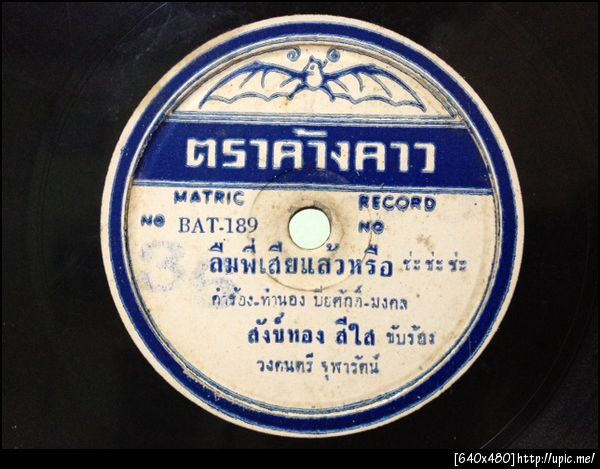 ตราค้างคาว
MATRIC RECORD
NO BAT-189 NO
ลืมพี่เสียแล้วหรือ ช่ะ ช่ะ ช่ะ
36
คำร้อง-ทำนอง ปิยศักดิ์-มงคล
สังข์ทอง สีใส ขับร้อง
วงดนตรี จุฬารัตน์
[640x480]http://upic.me/